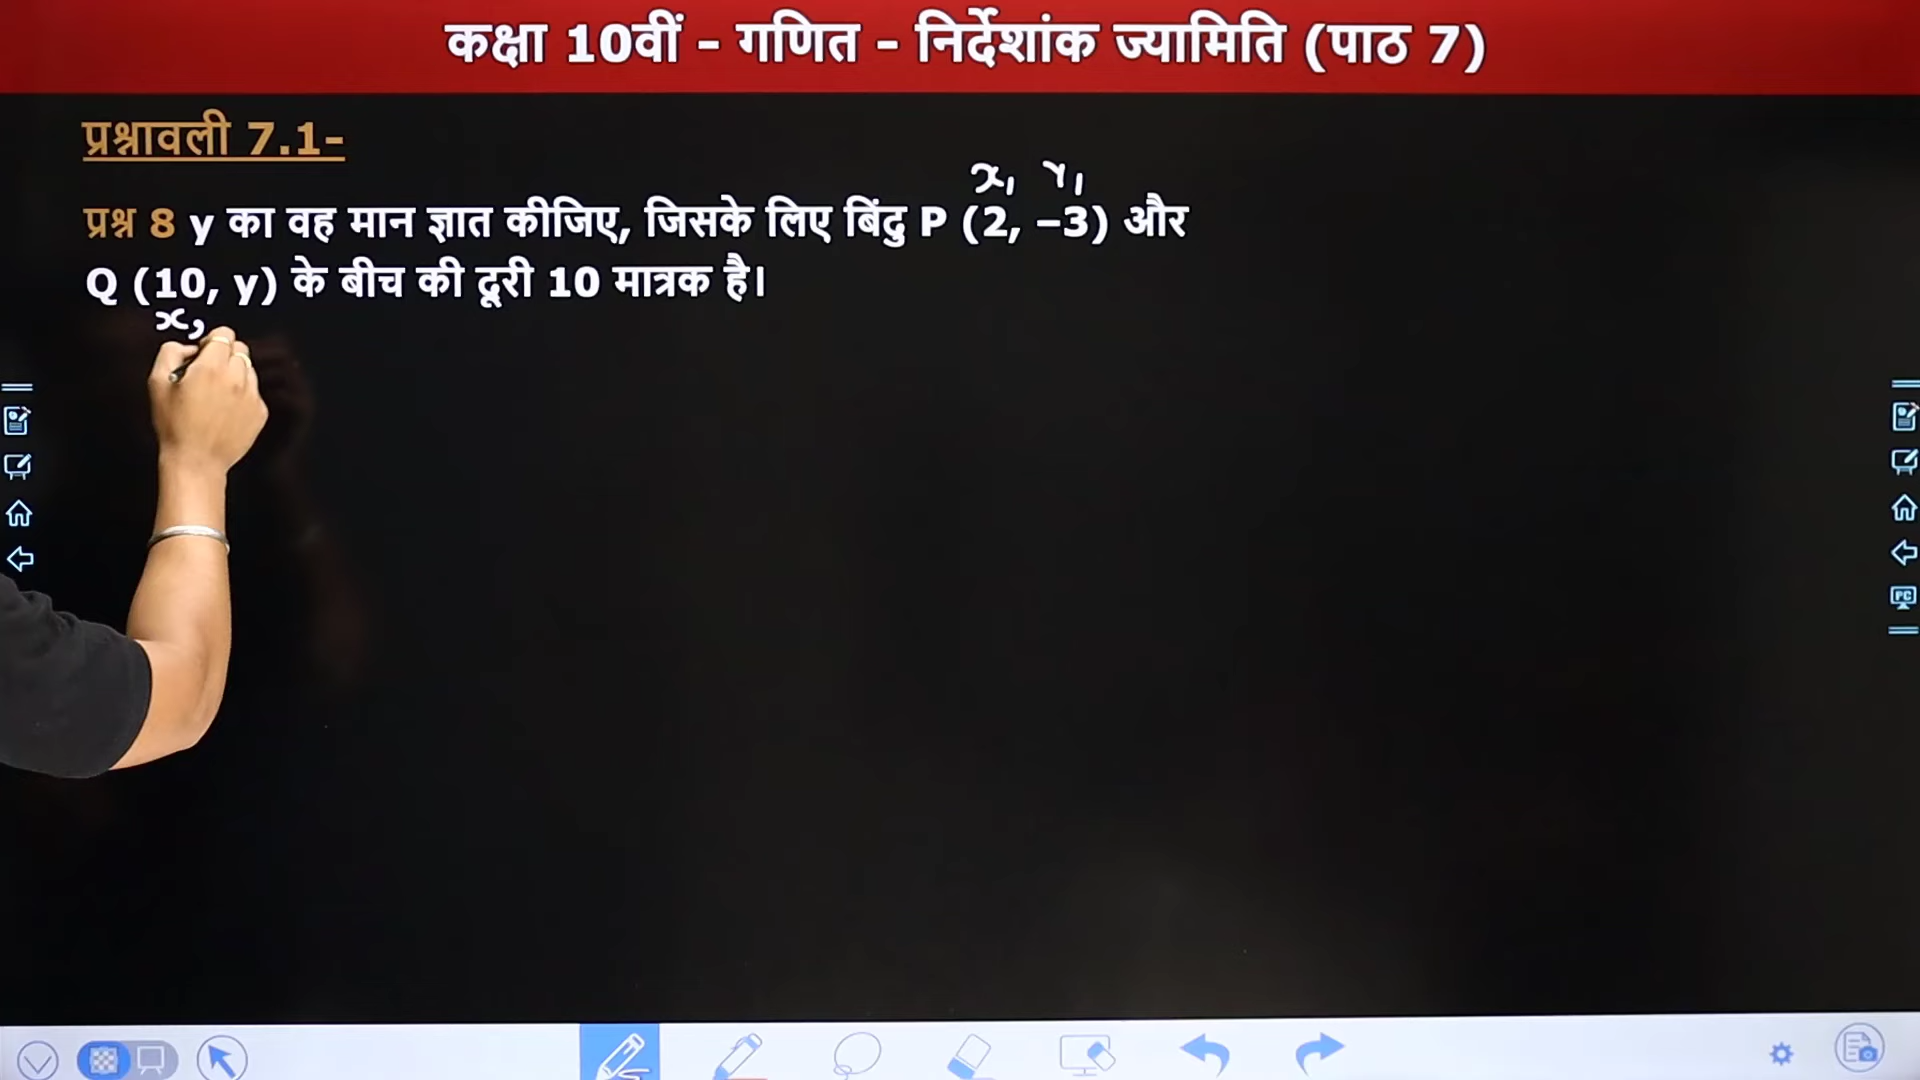 कक्षा 10वीं - गणित - निर्देशांक ज्यामिति (पाठ 7)
प्रश्नावली 7.1-
x₁ Y₁
प्रश्न 8 y का वह मान ज्ञात कीजिए, जिसके लिए बिंदु P (2, –3) और
Q (10, y) के बीच की दूरी 10 मात्रक है।
x
PC